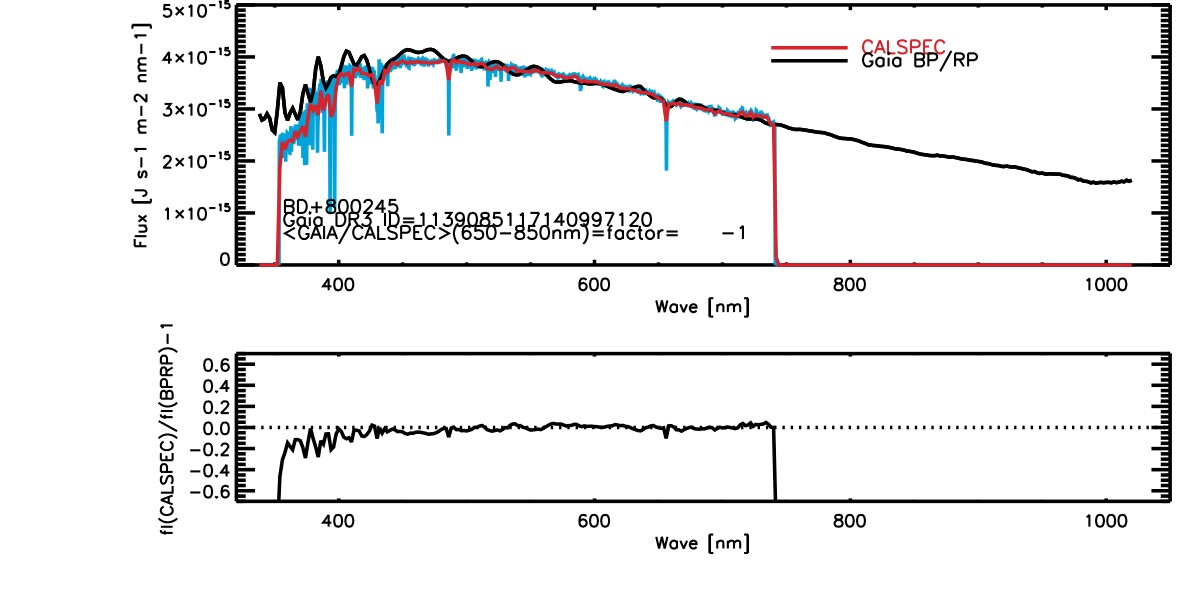 5×10−15
4×10−15
3×10−15
2×10−15
1×10−15
0
Flux [J s−1 m−2 nm−1]
CALSPEC
Gaia BP/RP
BD+800245
Gaia DR3 ID=1139085117140997120
<GAIA/CALSPEC>(650−850nm)=factor= −1
400 600 800 1000
Wave [nm]
fl(CALSPEC)/fl(BPRP)−1
0.6
0.4
0.2
0.0
−0.2
−0.4
−0.6
400 600 800 1000
Wave [nm]